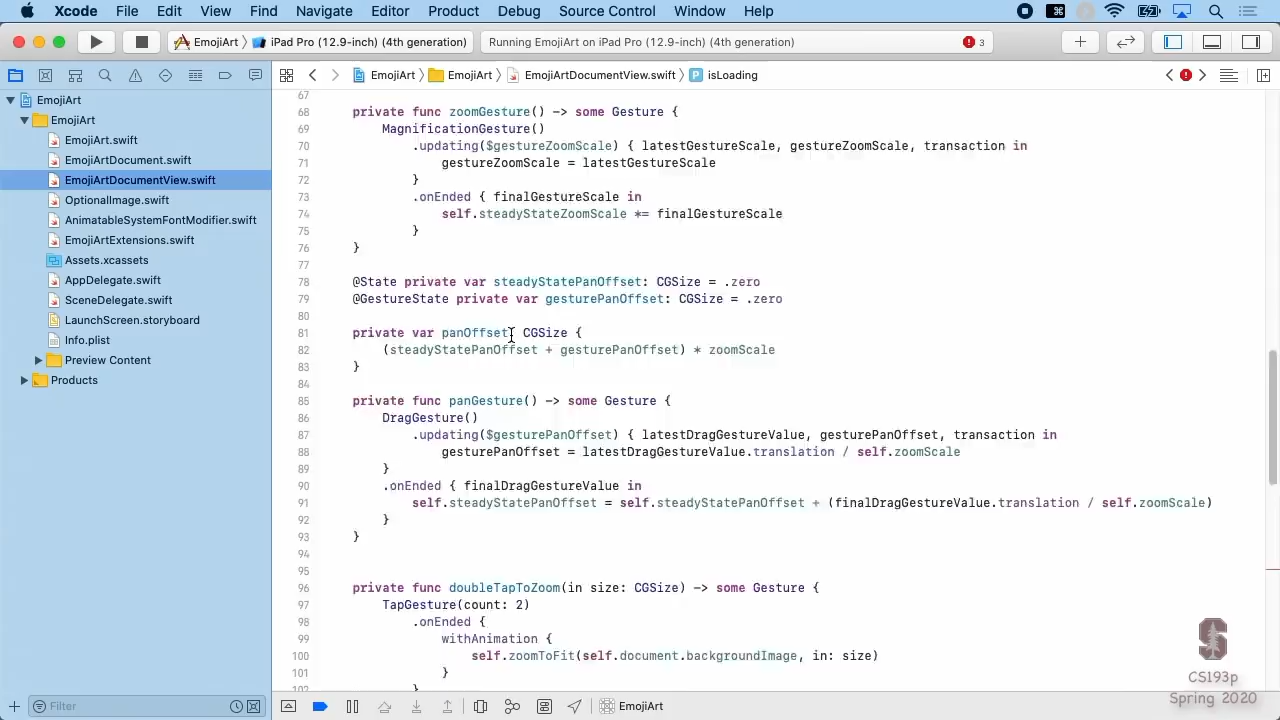 Xcode File Edit View Find Navigate Editor Product Debug Source Control Window Help
EmojiArt iPad Pro (12.9-inch) (4th generation) Running EmojiArt on iPad Pro (12.9-inch) (4th generation) 3
EmojiArt EmojiArt EmojiArtDocumentView.swift P isLoading
EmojiArt
EmojiArt
EmojiArt.swift
EmojiArtDocument.swift
EmojiArtDocumentView.swift
OptionalImage.swift
AnimatableSystemFontModifier.swift
EmojiArtExtensions.swift
Assets.xcassets
AppDelegate.swift
SceneDelegate.swift
LaunchScreen.storyboard
Info.plist
Preview Content
Products
Filter
67
68 private func zoomGesture() -> some Gesture {
69 MagnificationGesture()
70 .updating($gestureZoomScale) { latestGestureScale, gestureZoomScale, transaction in
71 gestureZoomScale = latestGestureScale
72 }
73 .onEnded { finalGestureScale in
74 self.steadyStateZoomScale *= finalGestureScale
75 }
76 }
77
78 @State private var steadyStatePanOffset: CGSize = .zero
79 @GestureState private var gesturePanOffset: CGSize = .zero
80
81 private var panOffset: CGSize {
82 (steadyStatePanOffset + gesturePanOffset) * zoomScale
83 }
84
85 private func panGesture() -> some Gesture {
86 DragGesture()
87 .updating($gesturePanOffset) { latestDragGestureValue, gesturePanOffset, transaction in
88 gesturePanOffset = latestDragGestureValue.translation / self.zoomScale
89 }
90 .onEnded { finalDragGestureValue in
91 self.steadyStatePanOffset = self.steadyStatePanOffset + (finalDragGestureValue.translation / self.zoomScale)
92 }
93 }
94
95
96 private func doubleTapToZoom(in size: CGSize) -> some Gesture {
97 TapGesture(count: 2)
98 .onEnded {
99 withAnimation {
100 self.zoomToFit(self.document.backgroundImage, in: size)
101 }
102 }
EmojiArt
CS193p
Spring 2020